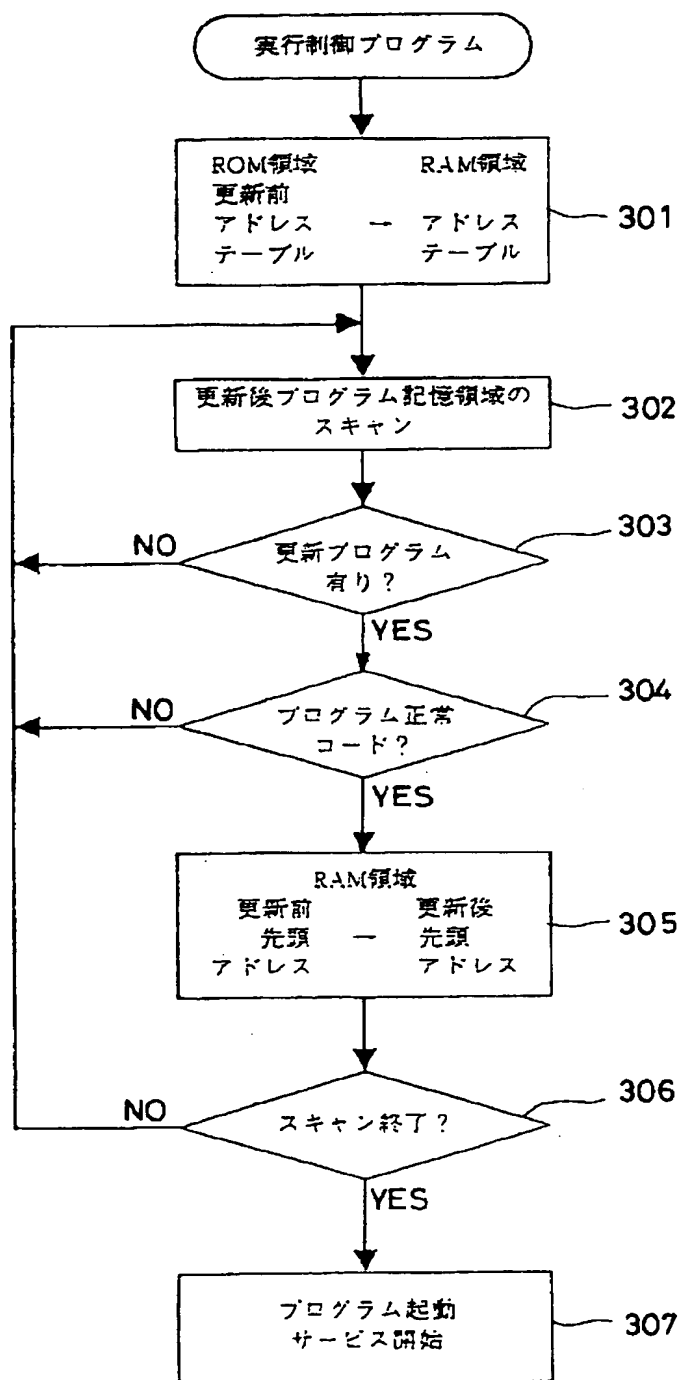 実行制御プログラム
ROM領域 RAM領域
更新前
アドレス → アドレス
テーブル テーブル
301
更新後プログラム記憶領域の
スキャン
302
303
NO
更新プログラム
有り?
YES
304
NO
プログラム正常
コード?
YES
RAM領域
更新前 更新後
先頭 ― 先頭
アドレス アドレス
305
306
NO
スキャン終了?
YES
プログラム起動
サービス開始
307